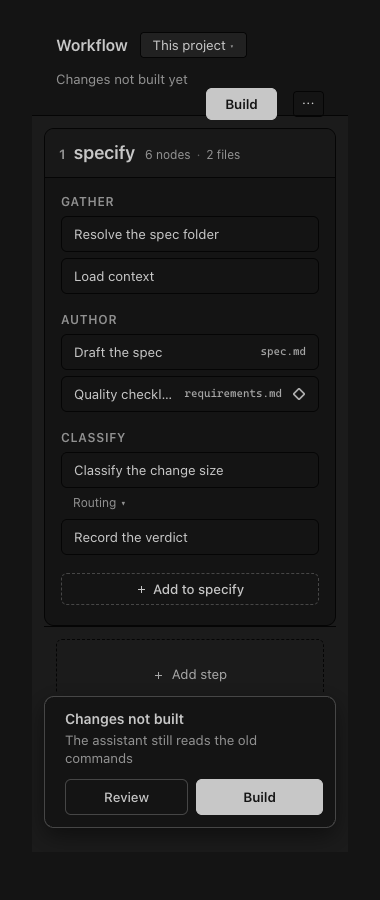 Workflow
This project ·
Changes not built yet
Build
···
1 specify 6 nodes · 2 files
GATHER
Resolve the spec folder
Load context
AUTHOR
Draft the spec spec.md
Quality checkl… requirements.md
CLASSIFY
Classify the change size
Routing
Record the verdict
+ Add to specify
+ Add step
Changes not built
The assistant still reads the old
commands
Review
Build